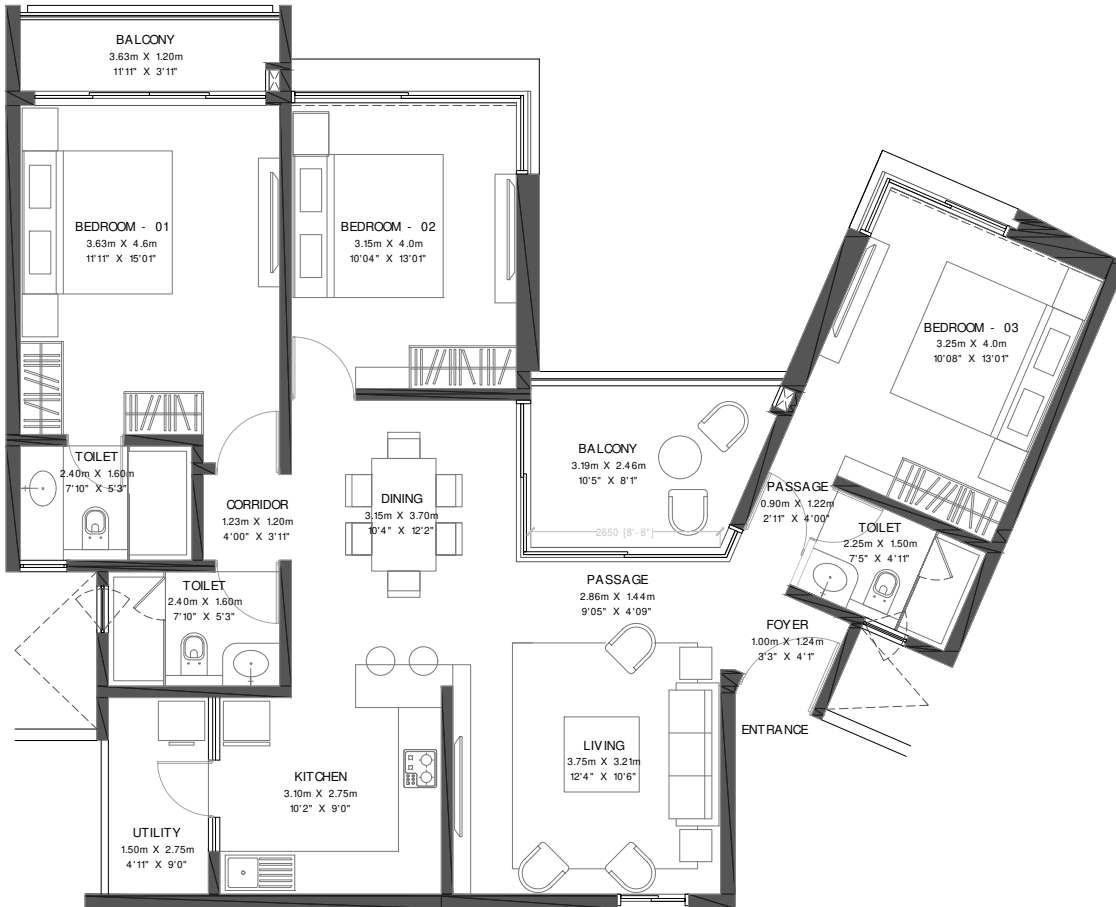 BALCONY
3.63m X 1.20m
11'11" X 3'11"
BEDROOM - 01
3.63m X 4.6m
11'11" X 15'01"
BEDROOM - 02
3.15m X 4.0m
10'04" X 13'01"
BEDROOM - 03
3.25m X 4.0m
10'08" X 13'01"
TOILET
2.40m X 1.60m
7'10" X 5'3"
CORRIDOR
1.23m X 1.20m
4'00" X 3'11"
DINING
3.15m X 3.70m
10'4" X 12'2"
BALCONY
3.19m X 2.46m
10'5" X 8'1"
2650 [8'-8"]
PASSAGE
0.90m X 1.22m
2'11" X 4'00"
TOILET
2.25m X 1.50m
7'5" X 4'11"
TOILET
2.40m X 1.60m
7'10" X 5'3"
PASSAGE
2.86m X 1.44m
9'05" X 4'09"
FOYER
1.00m X 1.24m
3'3" X 4'1"
ENTRANCE
LIVING
3.75m X 3.21m
12'4" X 10'6"
KITCHEN
3.10m X 2.75m
10'2" X 9'0"
UTILITY
1.50m X 2.75m
4'11" X 9'0"